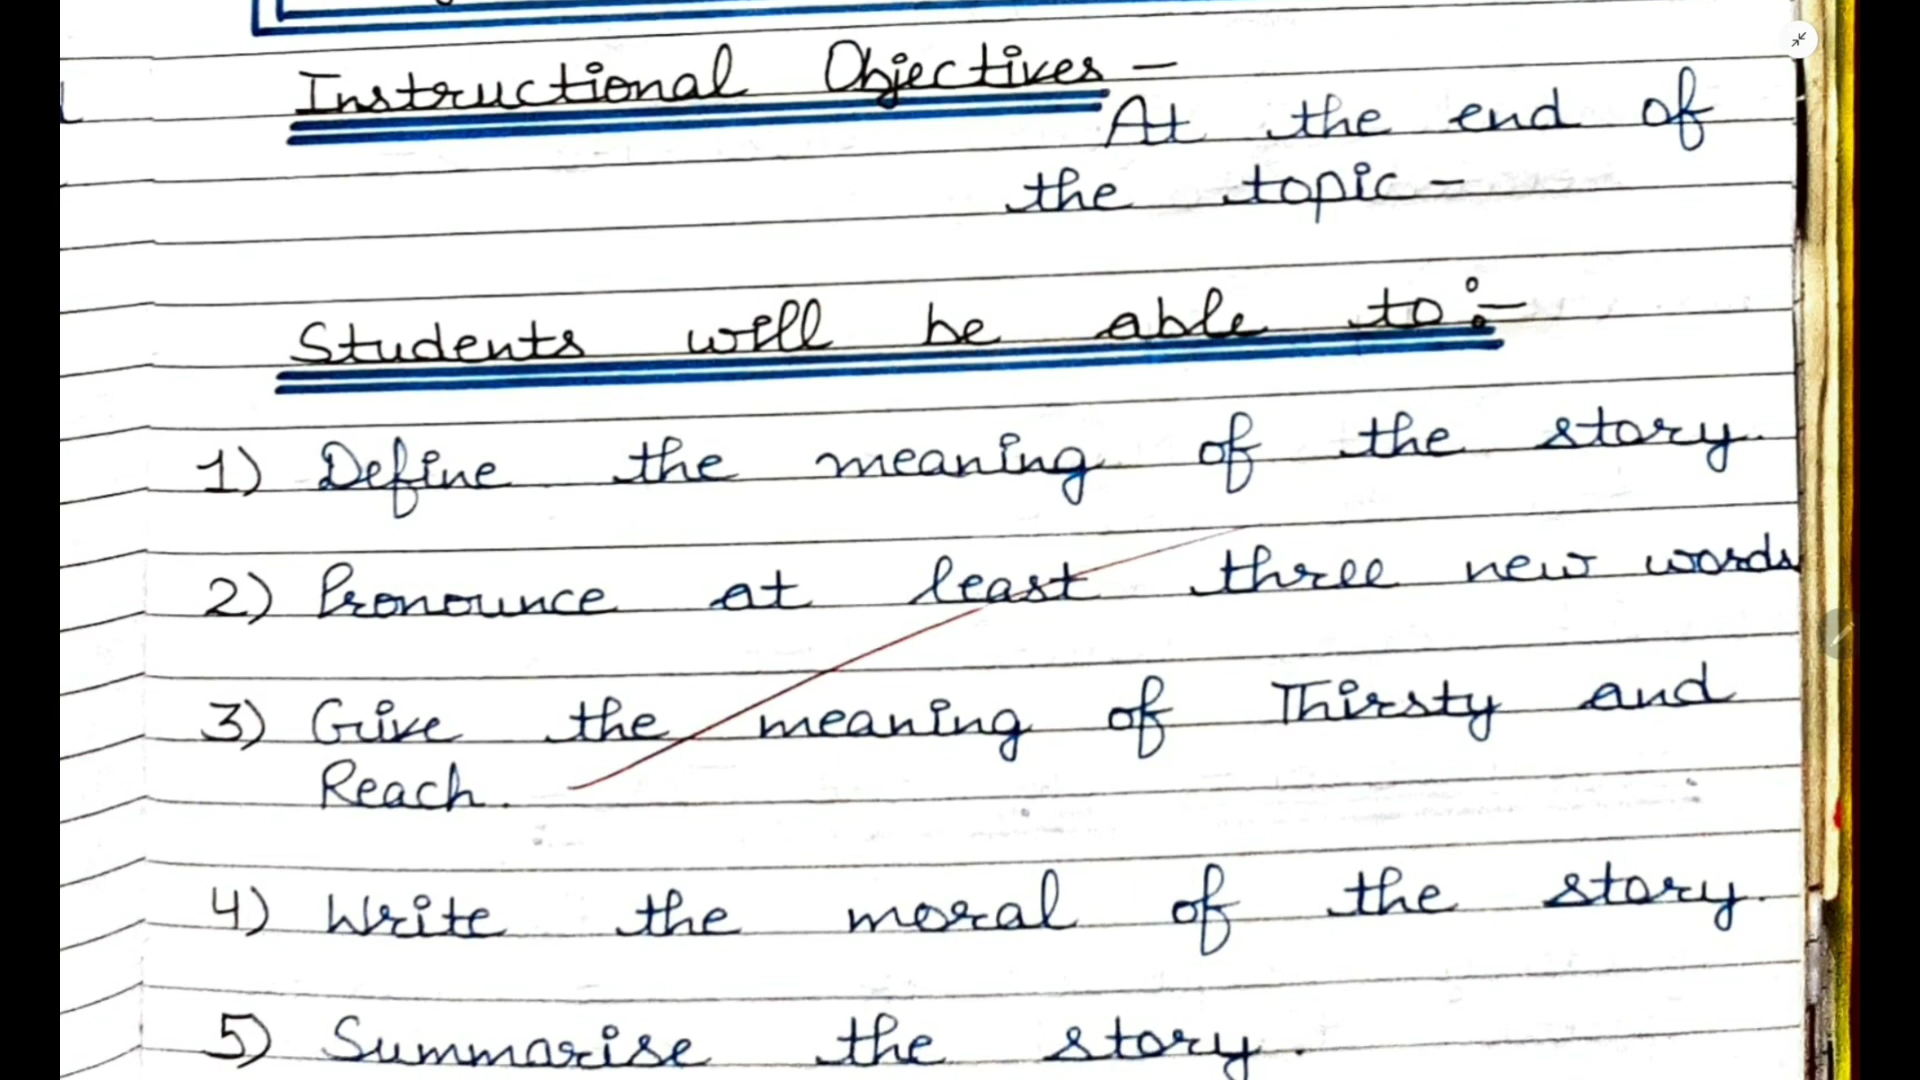 Instructional Objectives -
At the end of
the topic -
Students will be able to :-
1) Define the meaning of the story.
2) Pronounce at least three new words
3) Give the meaning of Thirsty and
Reach.
4) Write the moral of the story.
5) Summarise the story.